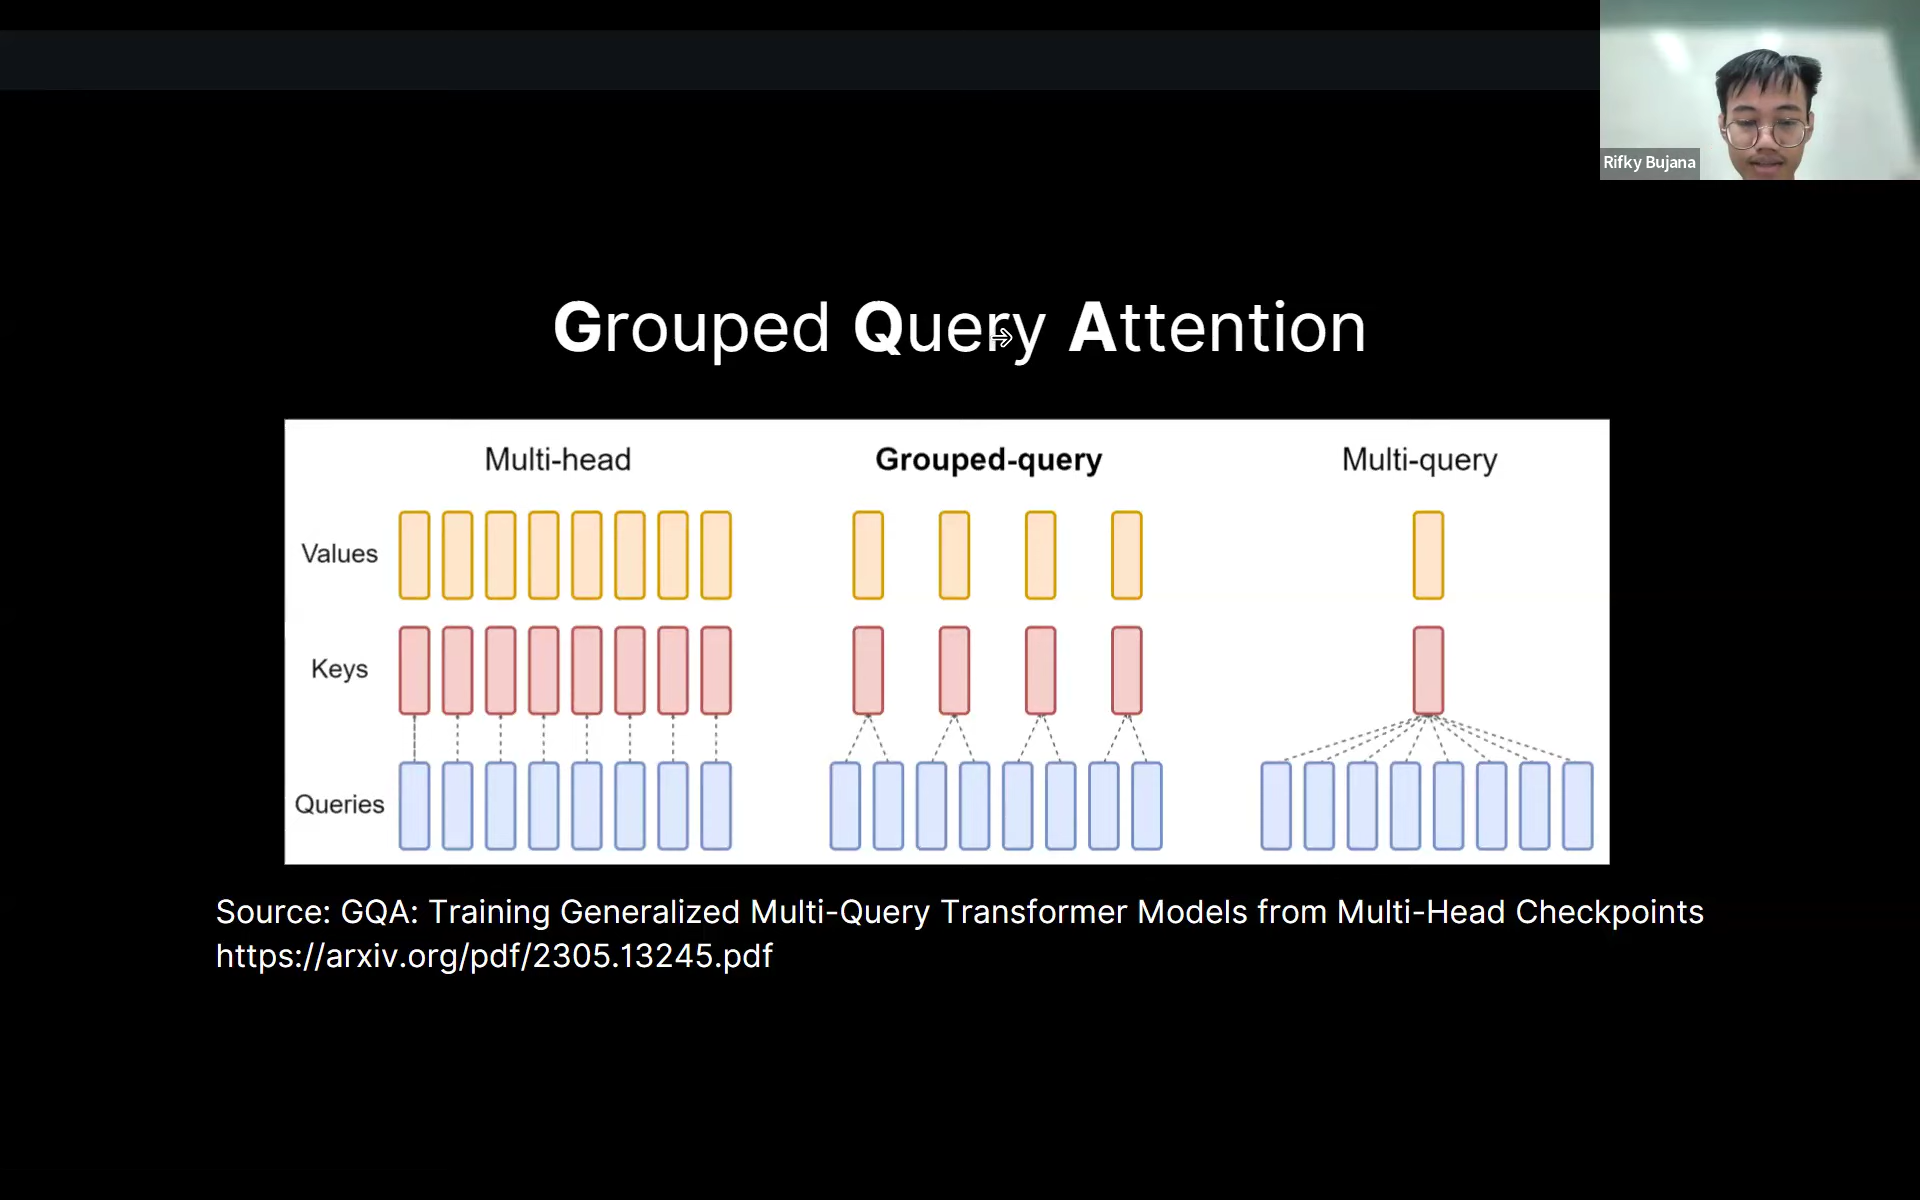 Rifky Bujana
Grouped Query Attention
Multi-head
Grouped-query
Multi-query
Values
Keys
Queries
Source: GQA: Training Generalized Multi-Query Transformer Models from Multi-Head Checkpoints
https://arxiv.org/pdf/2305.13245.pdf